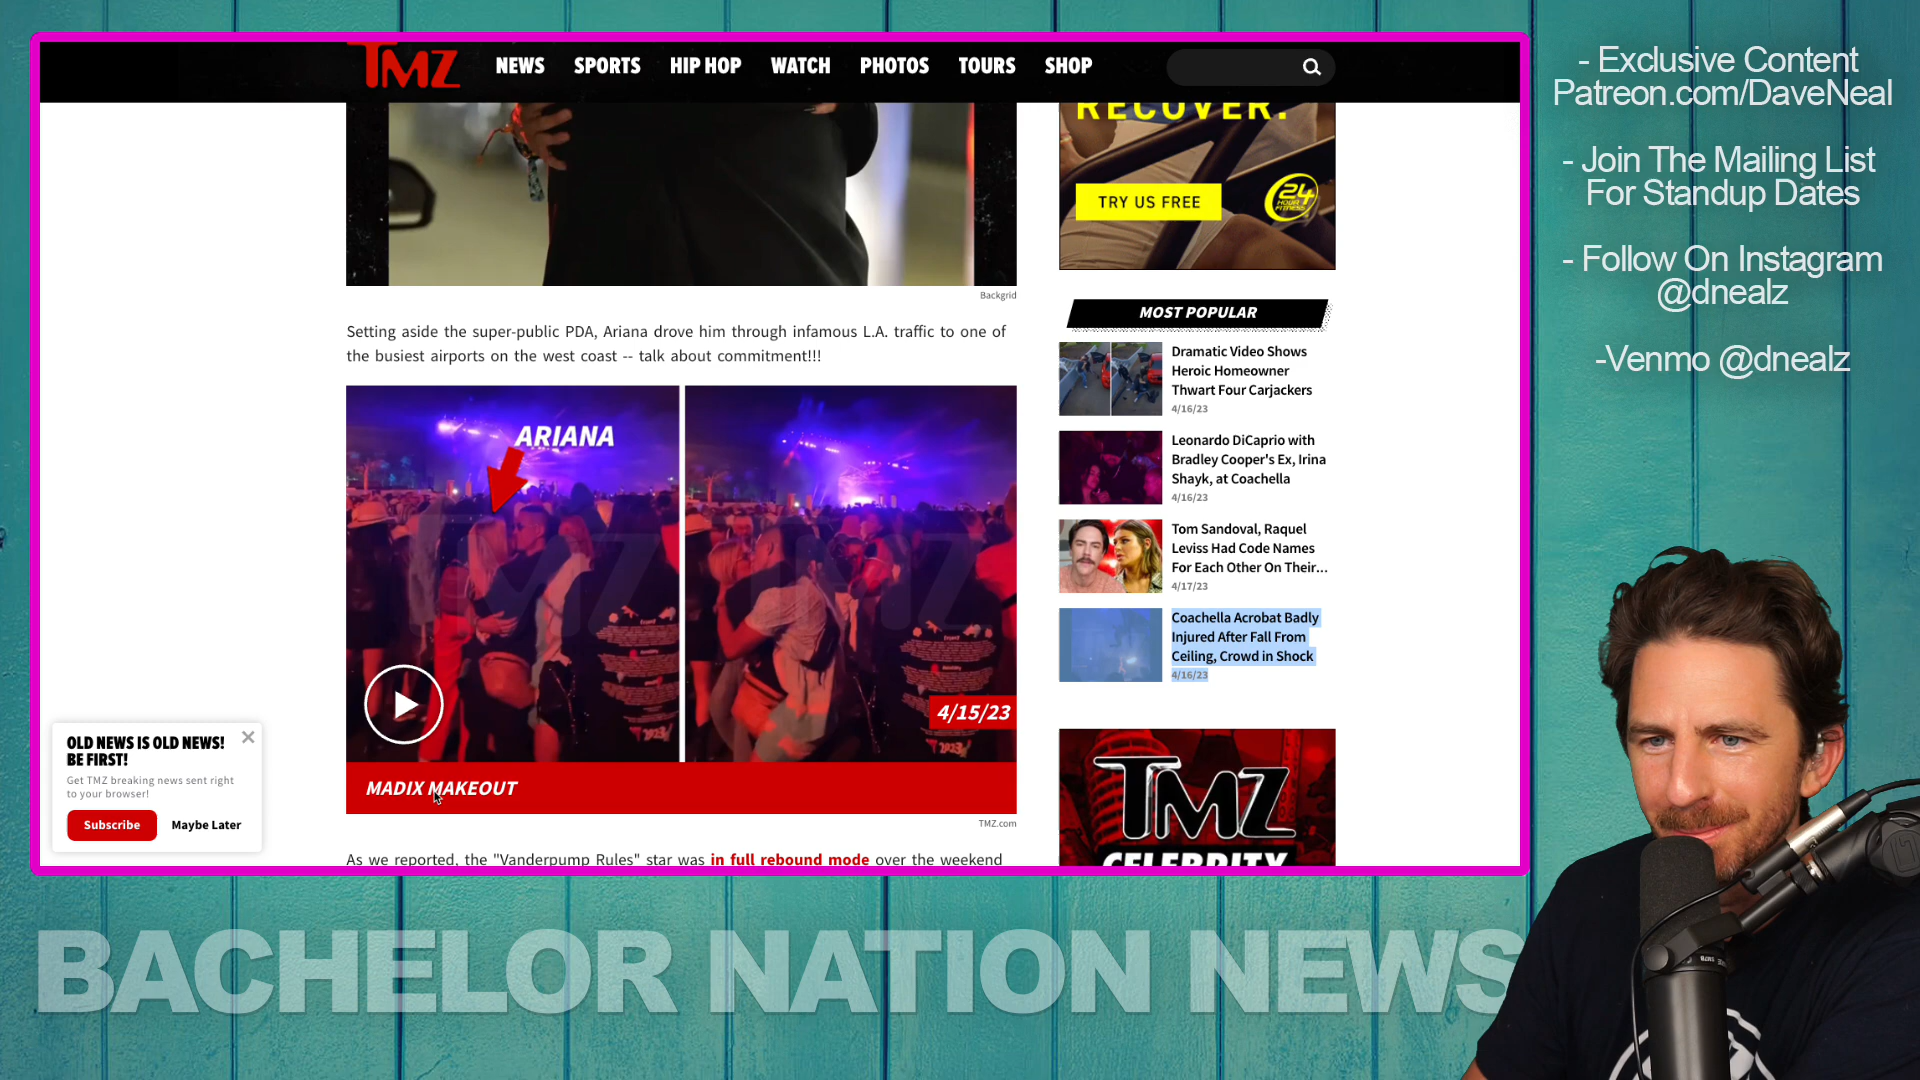 TMZ
NEWS SPORTS HIP HOP WATCH PHOTOS TOURS SHOP
Backgrid
Setting aside the super-public PDA, Ariana drove him through infamous L.A. traffic to one of
the busiest airports on the west coast -- talk about commitment!!!
ARIANA
4/15/23
MADIX MAKEOUT
TMZ.com
As we reported, the "Vanderpump Rules" star was in full rebound mode over the weekend
RECOVER.
TRY US FREE
24
HOUR
FITNESS
MOST POPULAR
Dramatic Video Shows
Heroic Homeowner
Thwart Four Carjackers
4/16/23
Leonardo DiCaprio with
Bradley Cooper's Ex, Irina
Shayk, at Coachella
4/16/23
Tom Sandoval, Raquel
Leviss Had Code Names
For Each Other On Their...
4/17/23
Coachella Acrobat Badly
Injured After Fall From
Ceiling, Crowd in Shock
4/16/23
TMZ
CELEBRITY
OLD NEWS IS OLD NEWS!
BE FIRST!
Get TMZ breaking news sent right
to your browser!
Subscribe Maybe Later
- Exclusive Content
Patreon.com/DaveNeal
- Join The Mailing List
For Standup Dates
- Follow On Instagram
@dnealz
-Venmo @dnealz
BACHELOR NATION NEWS